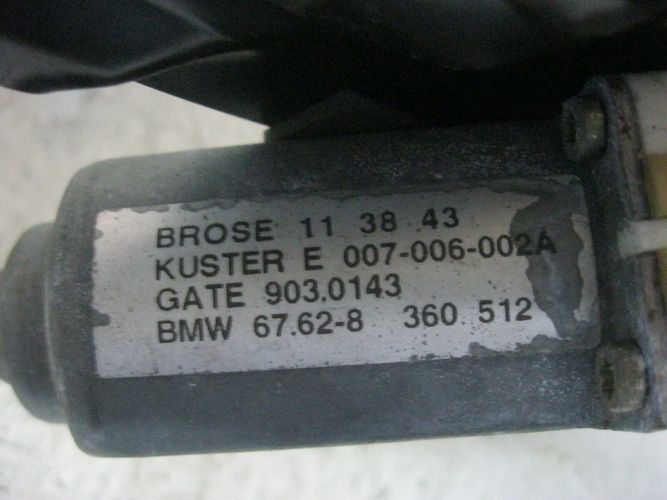 BROSE 11 38 43
KUSTER E 007-006-002A
GATE 903.0143
BMW 67.62-8 360 512